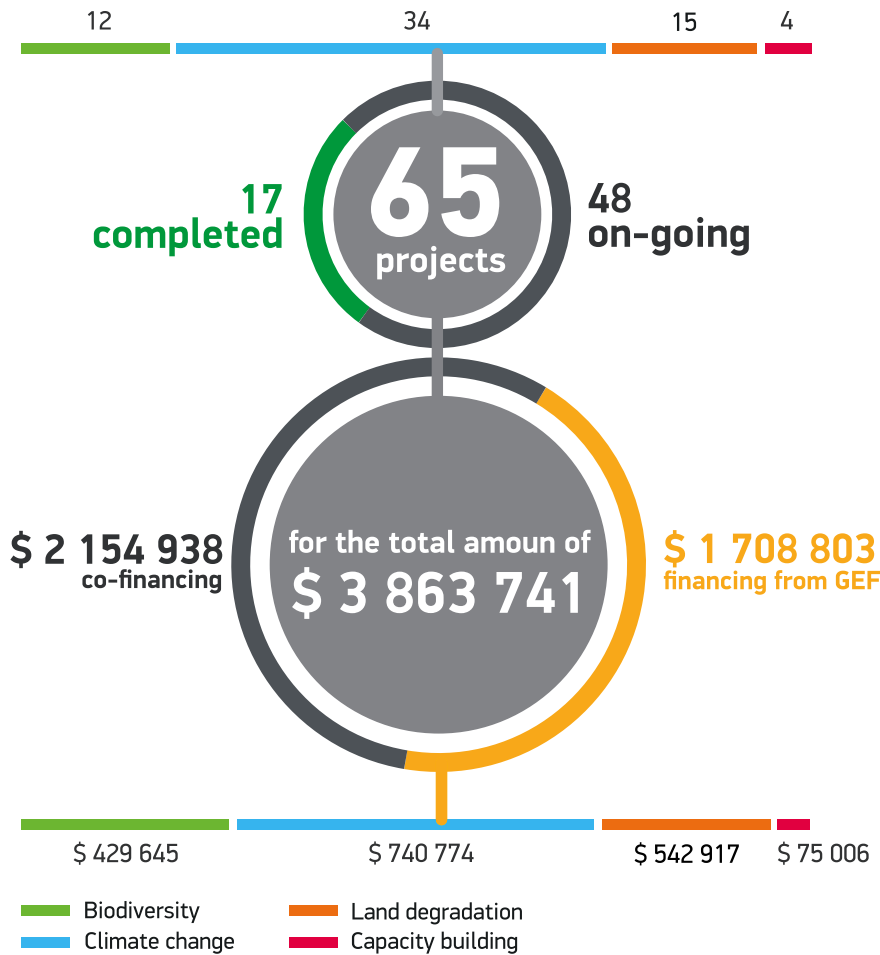 12
34
15
4
65
projects
17
completed
48
on-going
for the total amoun of
$ 3 863 741
$ 2 154 938
co-financing
$ 1 708 803
financing from GEF
$ 429 645
$ 740 774
$ 542 917
$ 75 006
Biodiversity
Climate change
Land degradation
Capacity building